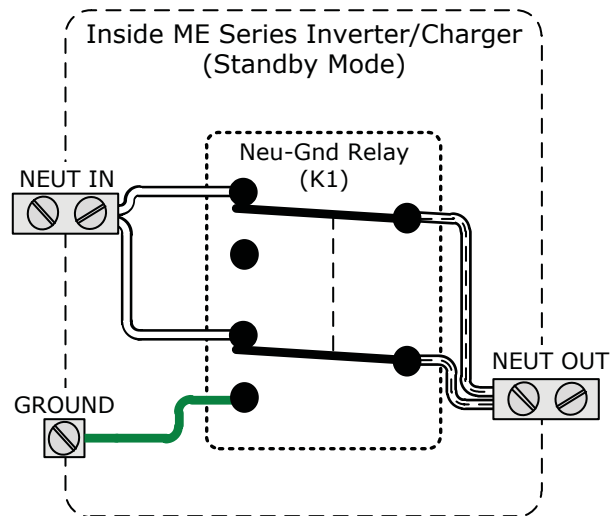 Inside ME Series Inverter/Charger
(Standby Mode)
Neu-Gnd Relay
(K1)
NEUT IN
NEUT OUT
GROUND